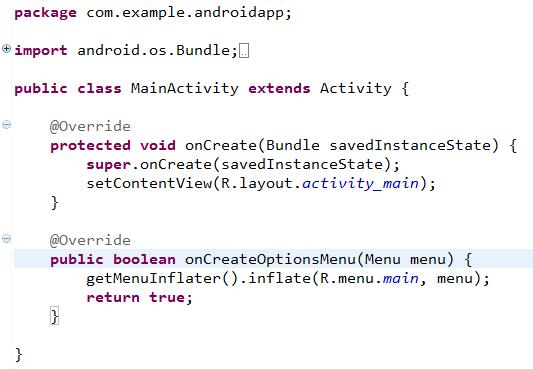 package com.example.androidapp;
import android.os.Bundle;
public class MainActivity extends Activity {
@Override
protected void onCreate(Bundle savedInstanceState) {
super.onCreate(savedInstanceState);
setContentView(R.layout.activity_main);
}
@Override
public boolean onCreateOptionsMenu(Menu menu) {
getMenuInflater().inflate(R.menu.main, menu);
return true;
}
}